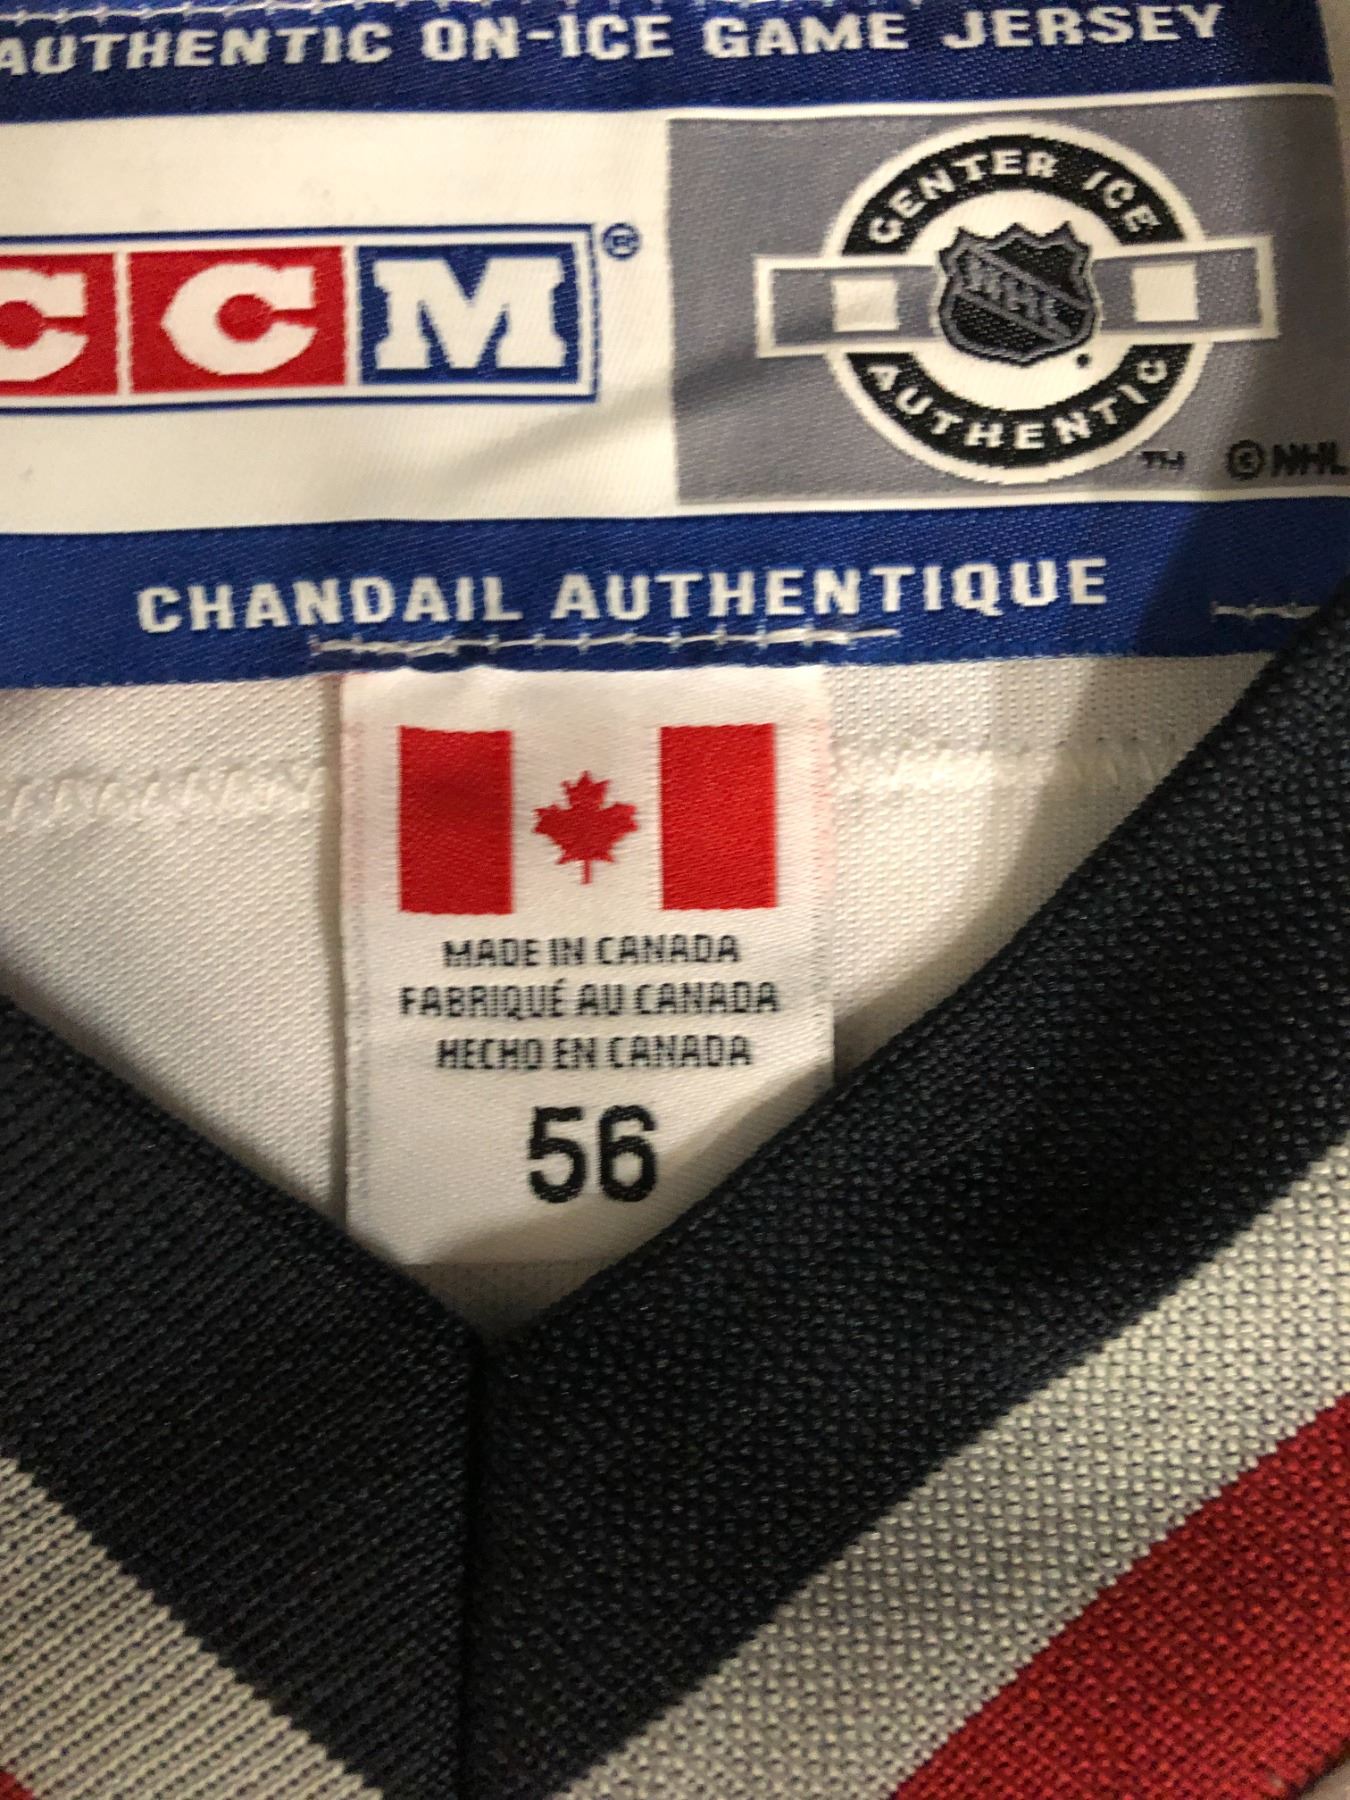 AUTHENTIC ON-ICE GAME JERSEY
CCM®
CENTER ICE
NHL
AUTHENTIC
™ © NHL
CHANDAIL AUTHENTIQUE
MADE IN CANADA
FABRIQUÉ AU CANADA
HECHO EN CANADA
56